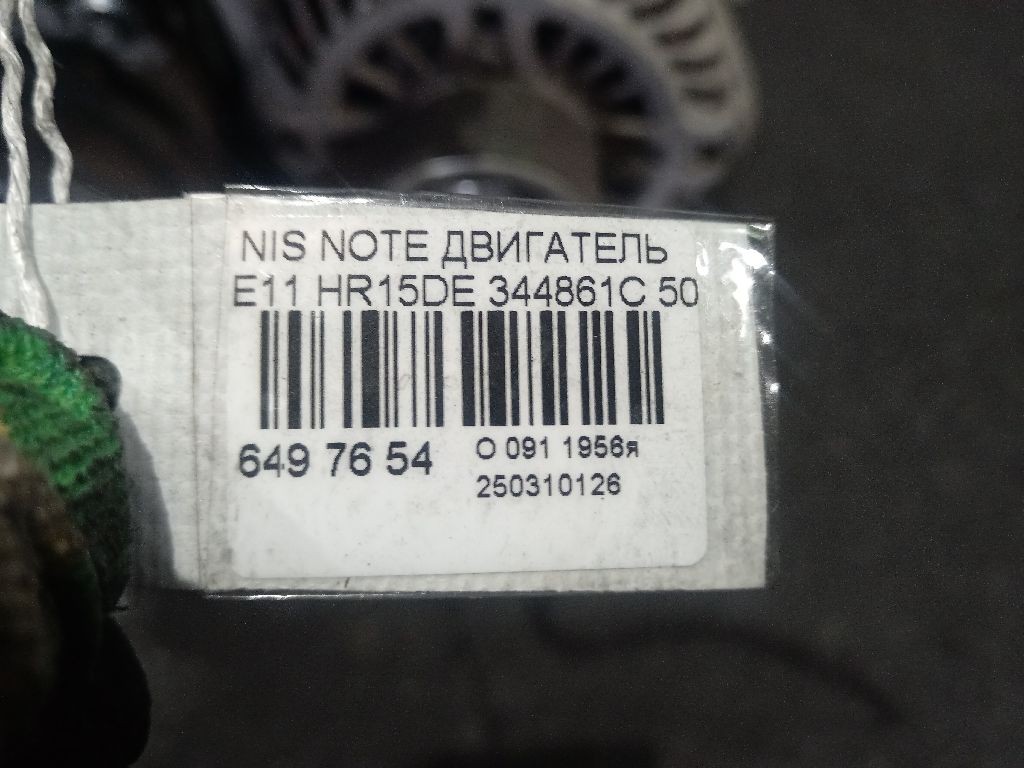 NIS NOTE ДВИГАТЕЛЬ
E11 HR15DE 344861C 50
649 76 54
О 091 1956я
250310126